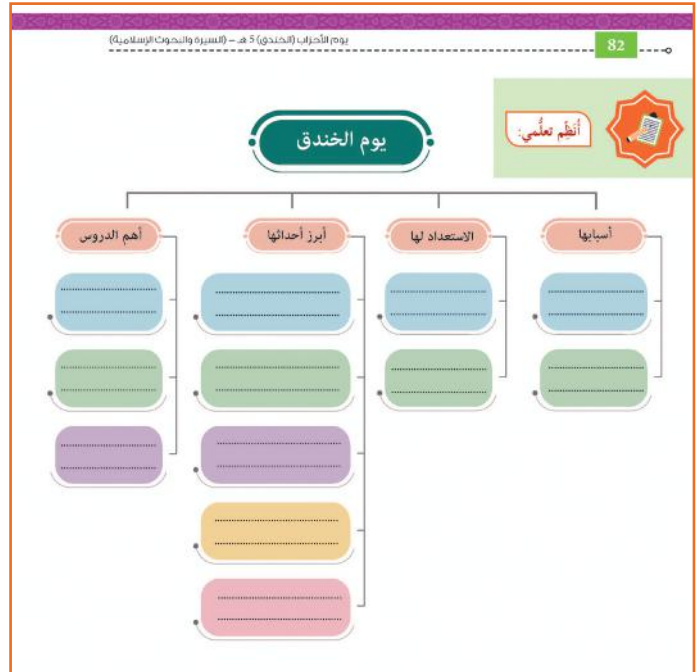 82
يوم الأحزاب (الخندق) 5 هـ – (السيرة والبحوث الإسلامية)
أُنَظِّم تعلُّمي:
يوم الخندق
أسبابها
الاستعداد لها
أبرز أحداثها
أهم الدروس